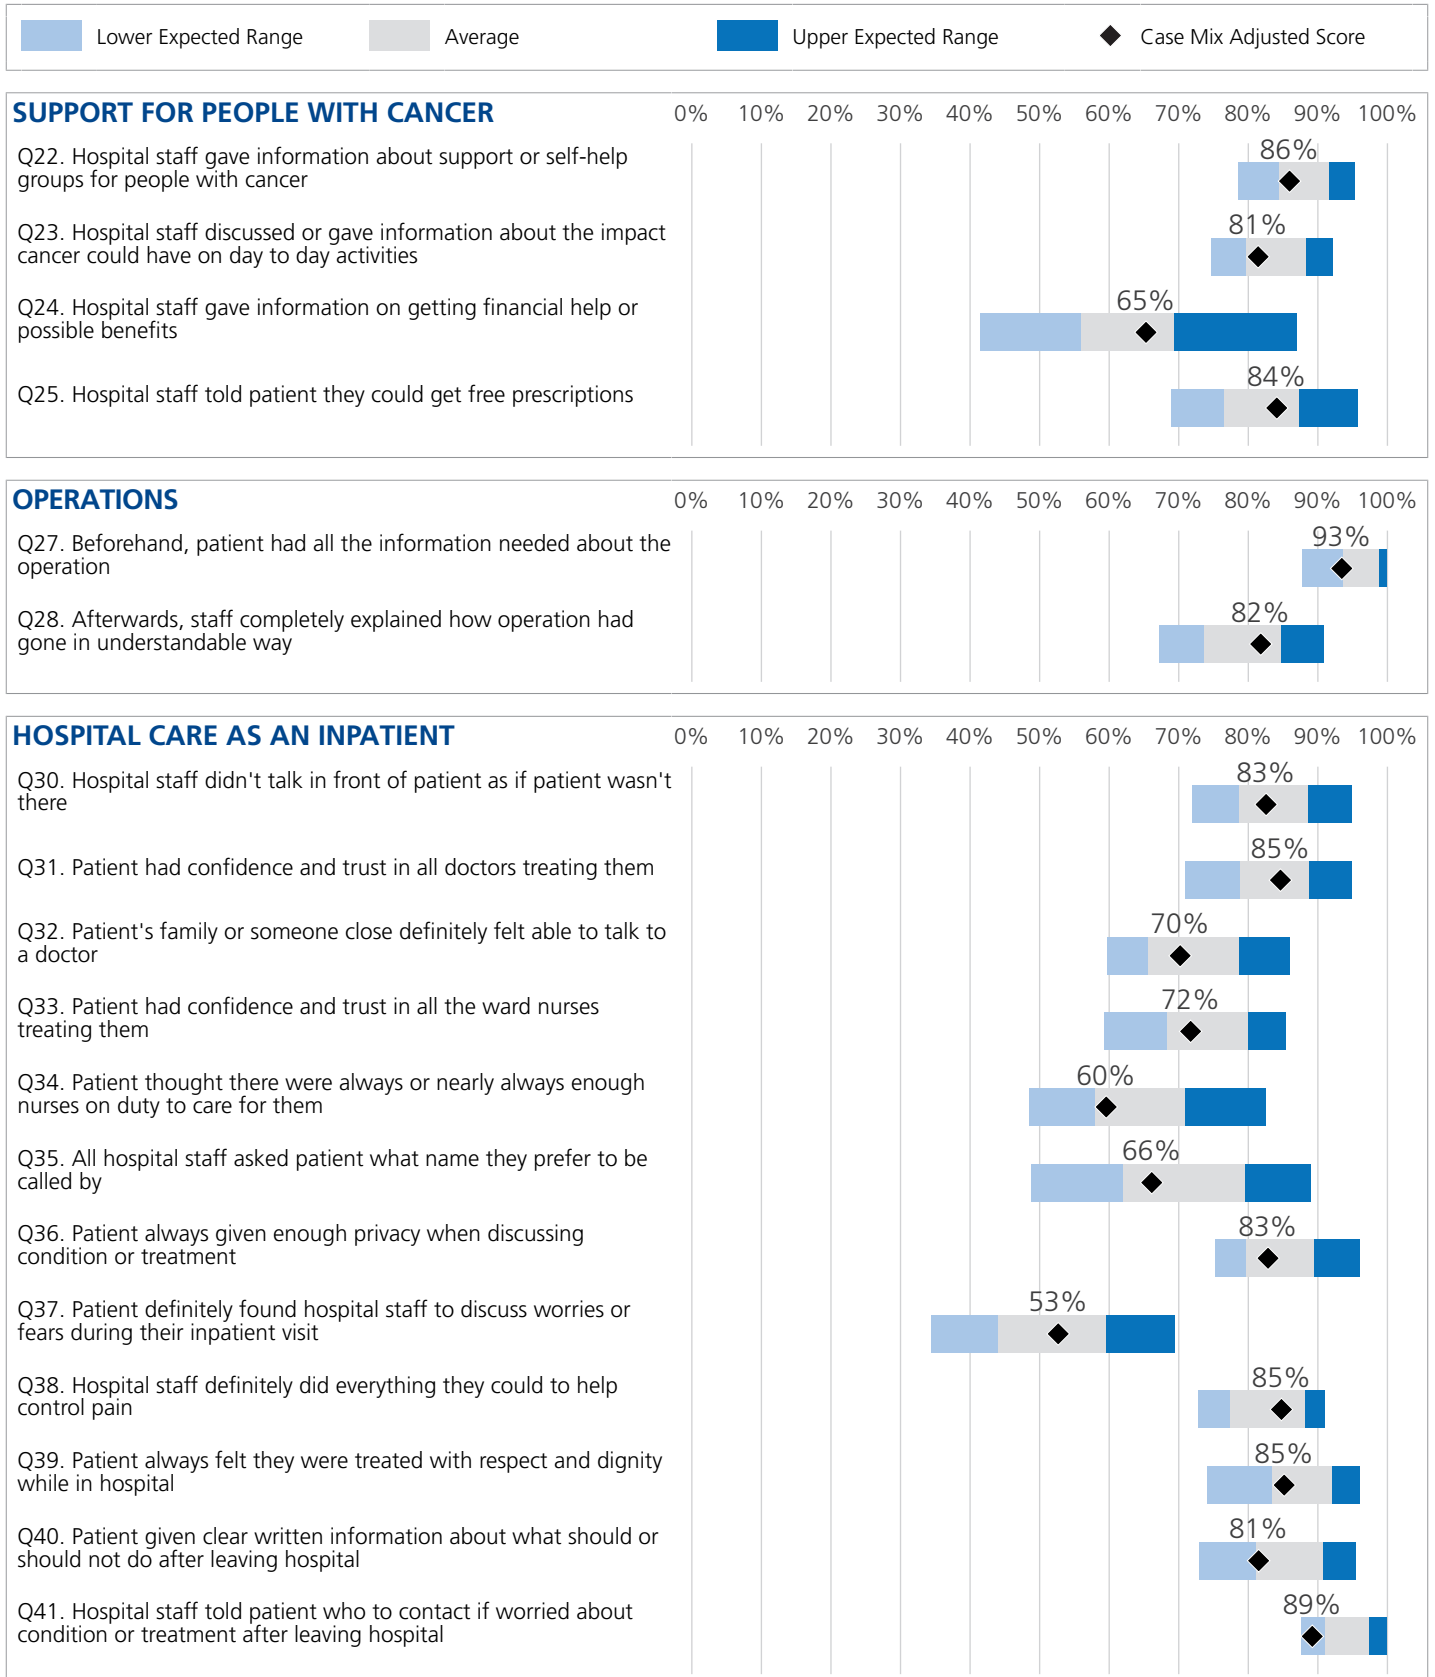 Lower Expected Range Average Upper Expected Range Case Mix Adjusted Score
SUPPORT FOR PEOPLE WITH CANCER 0% 10% 20% 30% 40% 50% 60% 70% 80% 90% 100%
Q22. Hospital staff gave information about support or self-help
groups for people with cancer
86%
Q23. Hospital staff discussed or gave information about the impact
cancer could have on day to day activities
81%
Q24. Hospital staff gave information on getting financial help or
possible benefits
65%
Q25. Hospital staff told patient they could get free prescriptions
84%
OPERATIONS 0% 10% 20% 30% 40% 50% 60% 70% 80% 90% 100%
Q27. Beforehand, patient had all the information needed about the
operation
93%
Q28. Afterwards, staff completely explained how operation had
gone in understandable way
82%
HOSPITAL CARE AS AN INPATIENT 0% 10% 20% 30% 40% 50% 60% 70% 80% 90% 100%
Q30. Hospital staff didn't talk in front of patient as if patient wasn't
there
83%
Q31. Patient had confidence and trust in all doctors treating them
85%
Q32. Patient's family or someone close definitely felt able to talk to
a doctor
70%
Q33. Patient had confidence and trust in all the ward nurses
treating them
72%
Q34. Patient thought there were always or nearly always enough
nurses on duty to care for them
60%
Q35. All hospital staff asked patient what name they prefer to be
called by
66%
Q36. Patient always given enough privacy when discussing
condition or treatment
83%
Q37. Patient definitely found hospital staff to discuss worries or
fears during their inpatient visit
53%
Q38. Hospital staff definitely did everything they could to help
control pain
85%
Q39. Patient always felt they were treated with respect and dignity
while in hospital
85%
Q40. Patient given clear written information about what should or
should not do after leaving hospital
81%
Q41. Hospital staff told patient who to contact if worried about
condition or treatment after leaving hospital
89%